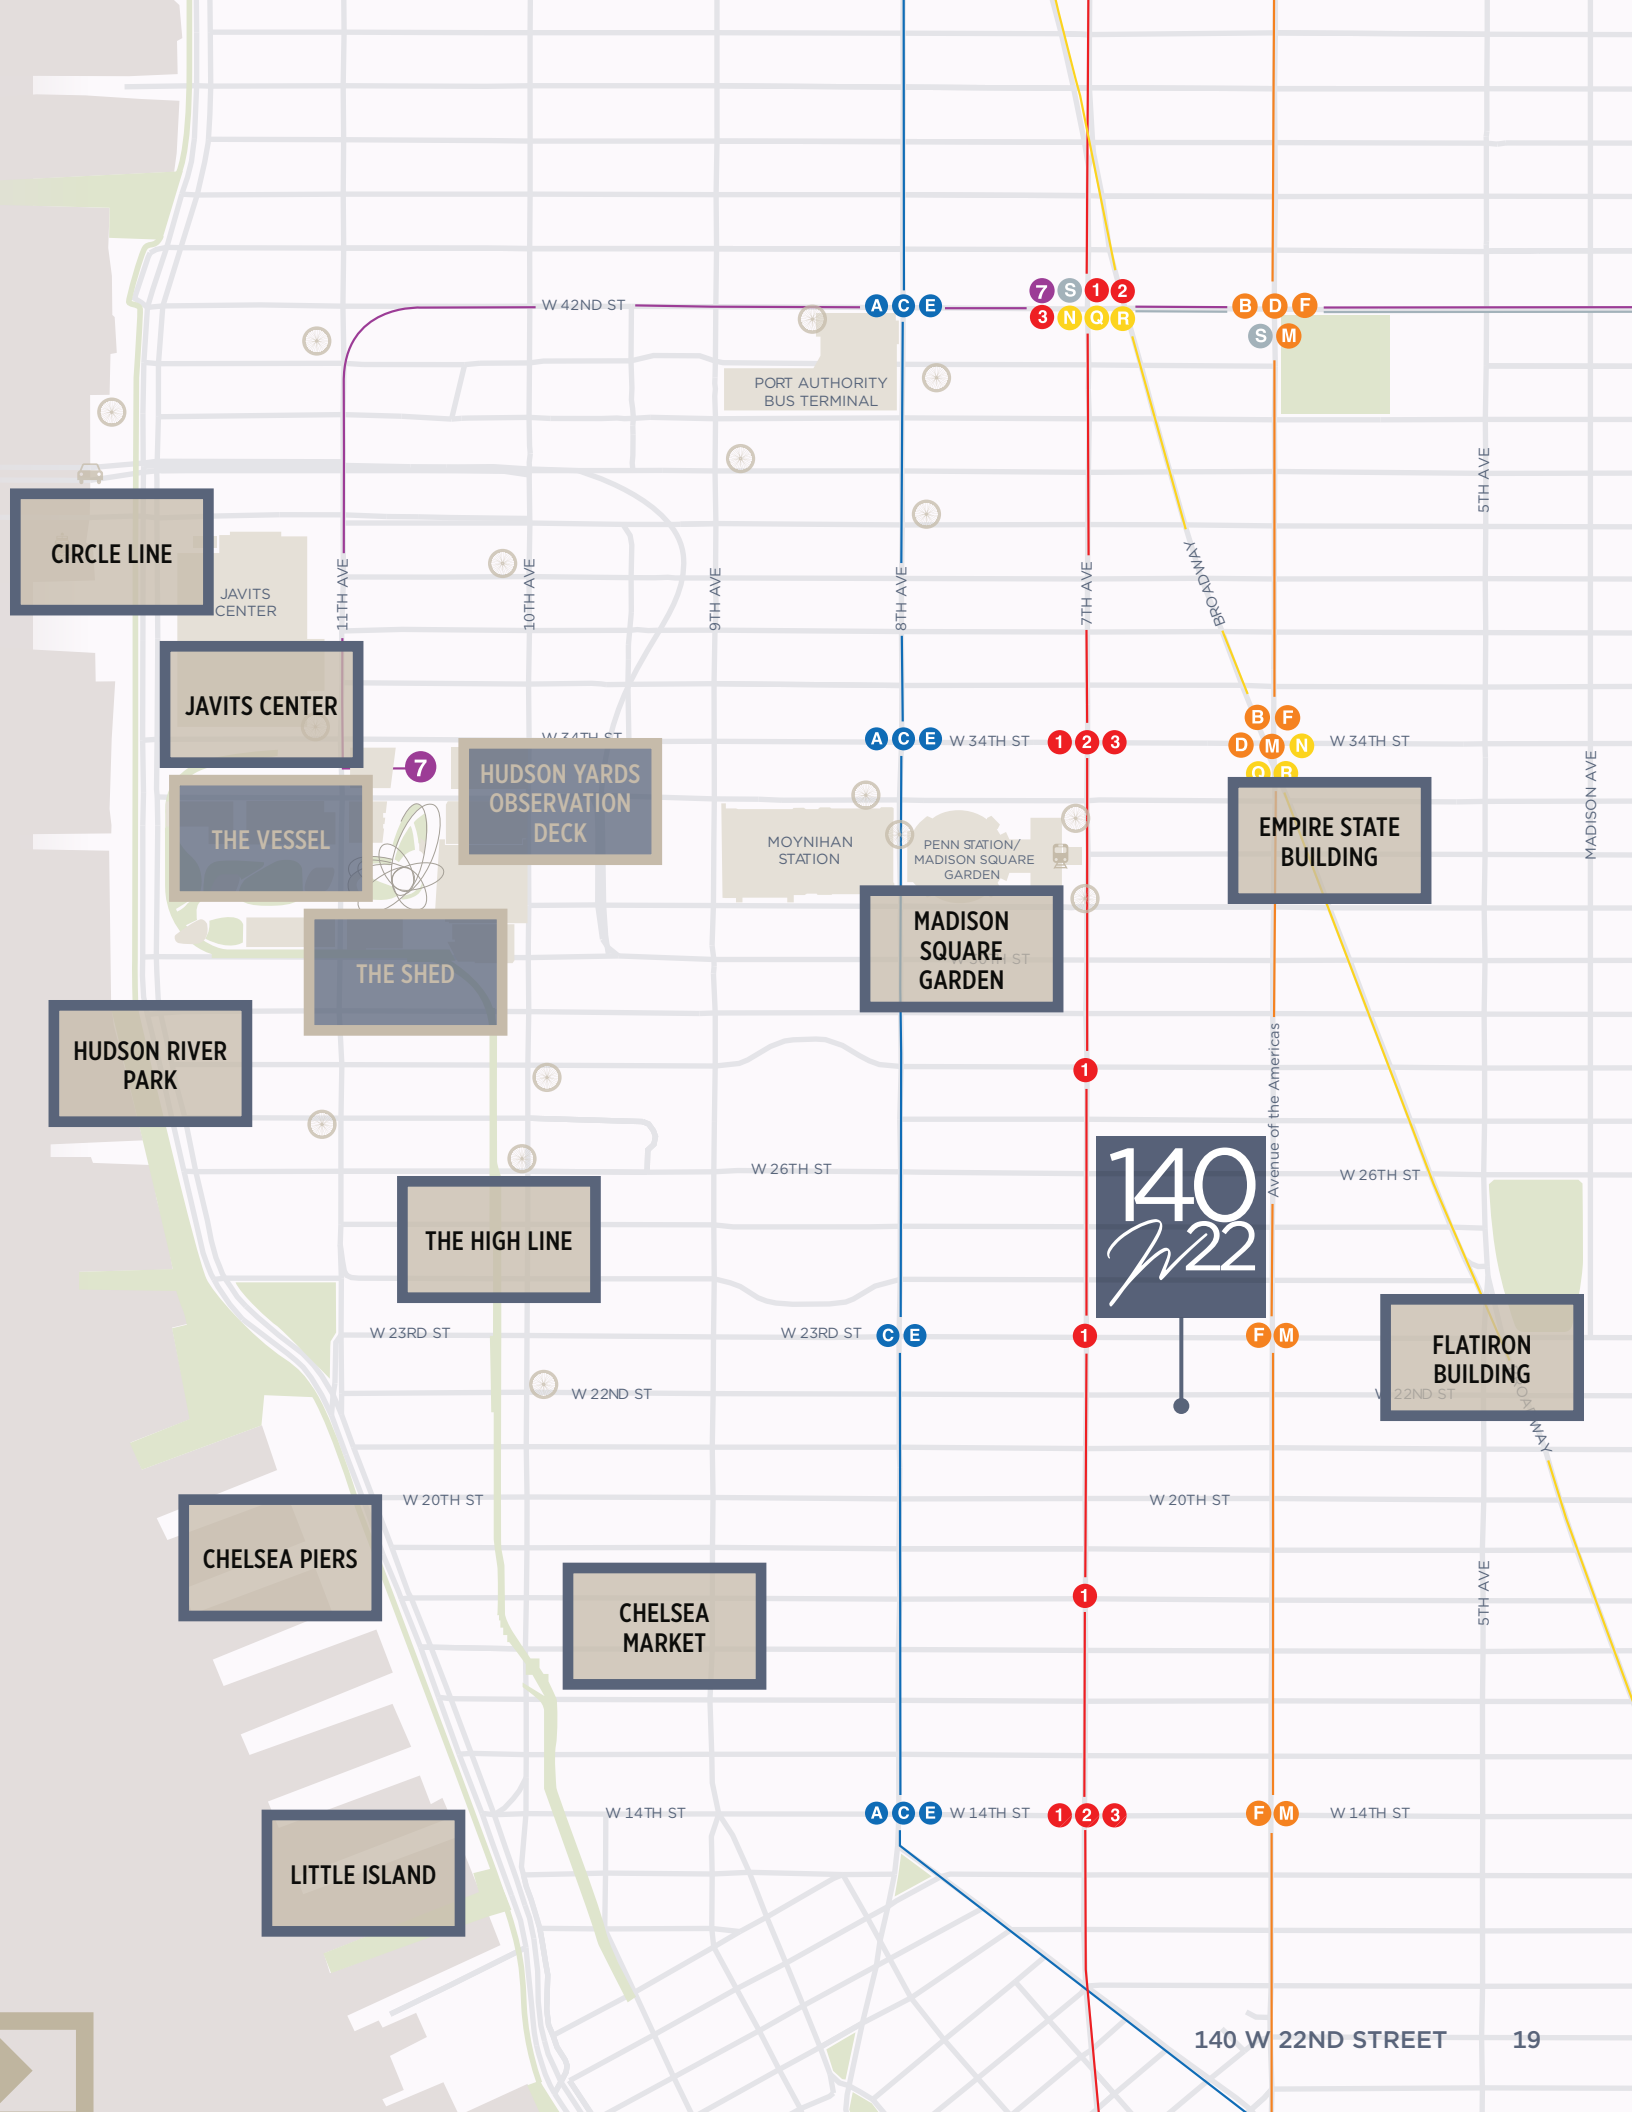 W 42ND ST
A C E
7 S 1 2
3 N Q R
B D F
S M
PORT AUTHORITY
BUS TERMINAL
5TH AVE
CIRCLE LINE
JAVITS
CENTER
11TH AVE
10TH AVE
9TH AVE
8TH AVE
7TH AVE
BROADWAY
JAVITS CENTER
W 34TH ST
A C E
W 34TH ST
1 2 3
B F
D M N
Q R
W 34TH ST
MADISON AVE
7
HUDSON YARDS
OBSERVATION
DECK
THE VESSEL
MOYNIHAN
STATION
PENN STATION/
MADISON SQUARE
GARDEN
EMPIRE STATE
BUILDING
MADISON
SQUARE
GARDEN
THE SHED
HUDSON RIVER
PARK
1
Avenue of the Americas
W 26TH ST
W 26TH ST
140
W22
THE HIGH LINE
W 23RD ST
W 23RD ST
C E
1
F M
FLATIRON
BUILDING
W 22ND ST
W 22ND ST
W 20TH ST
W 20TH ST
CHELSEA PIERS
5TH AVE
1
CHELSEA
MARKET
W 14TH ST
A C E
W 14TH ST
1 2 3
F M
W 14TH ST
LITTLE ISLAND
140 W 22ND STREET 19